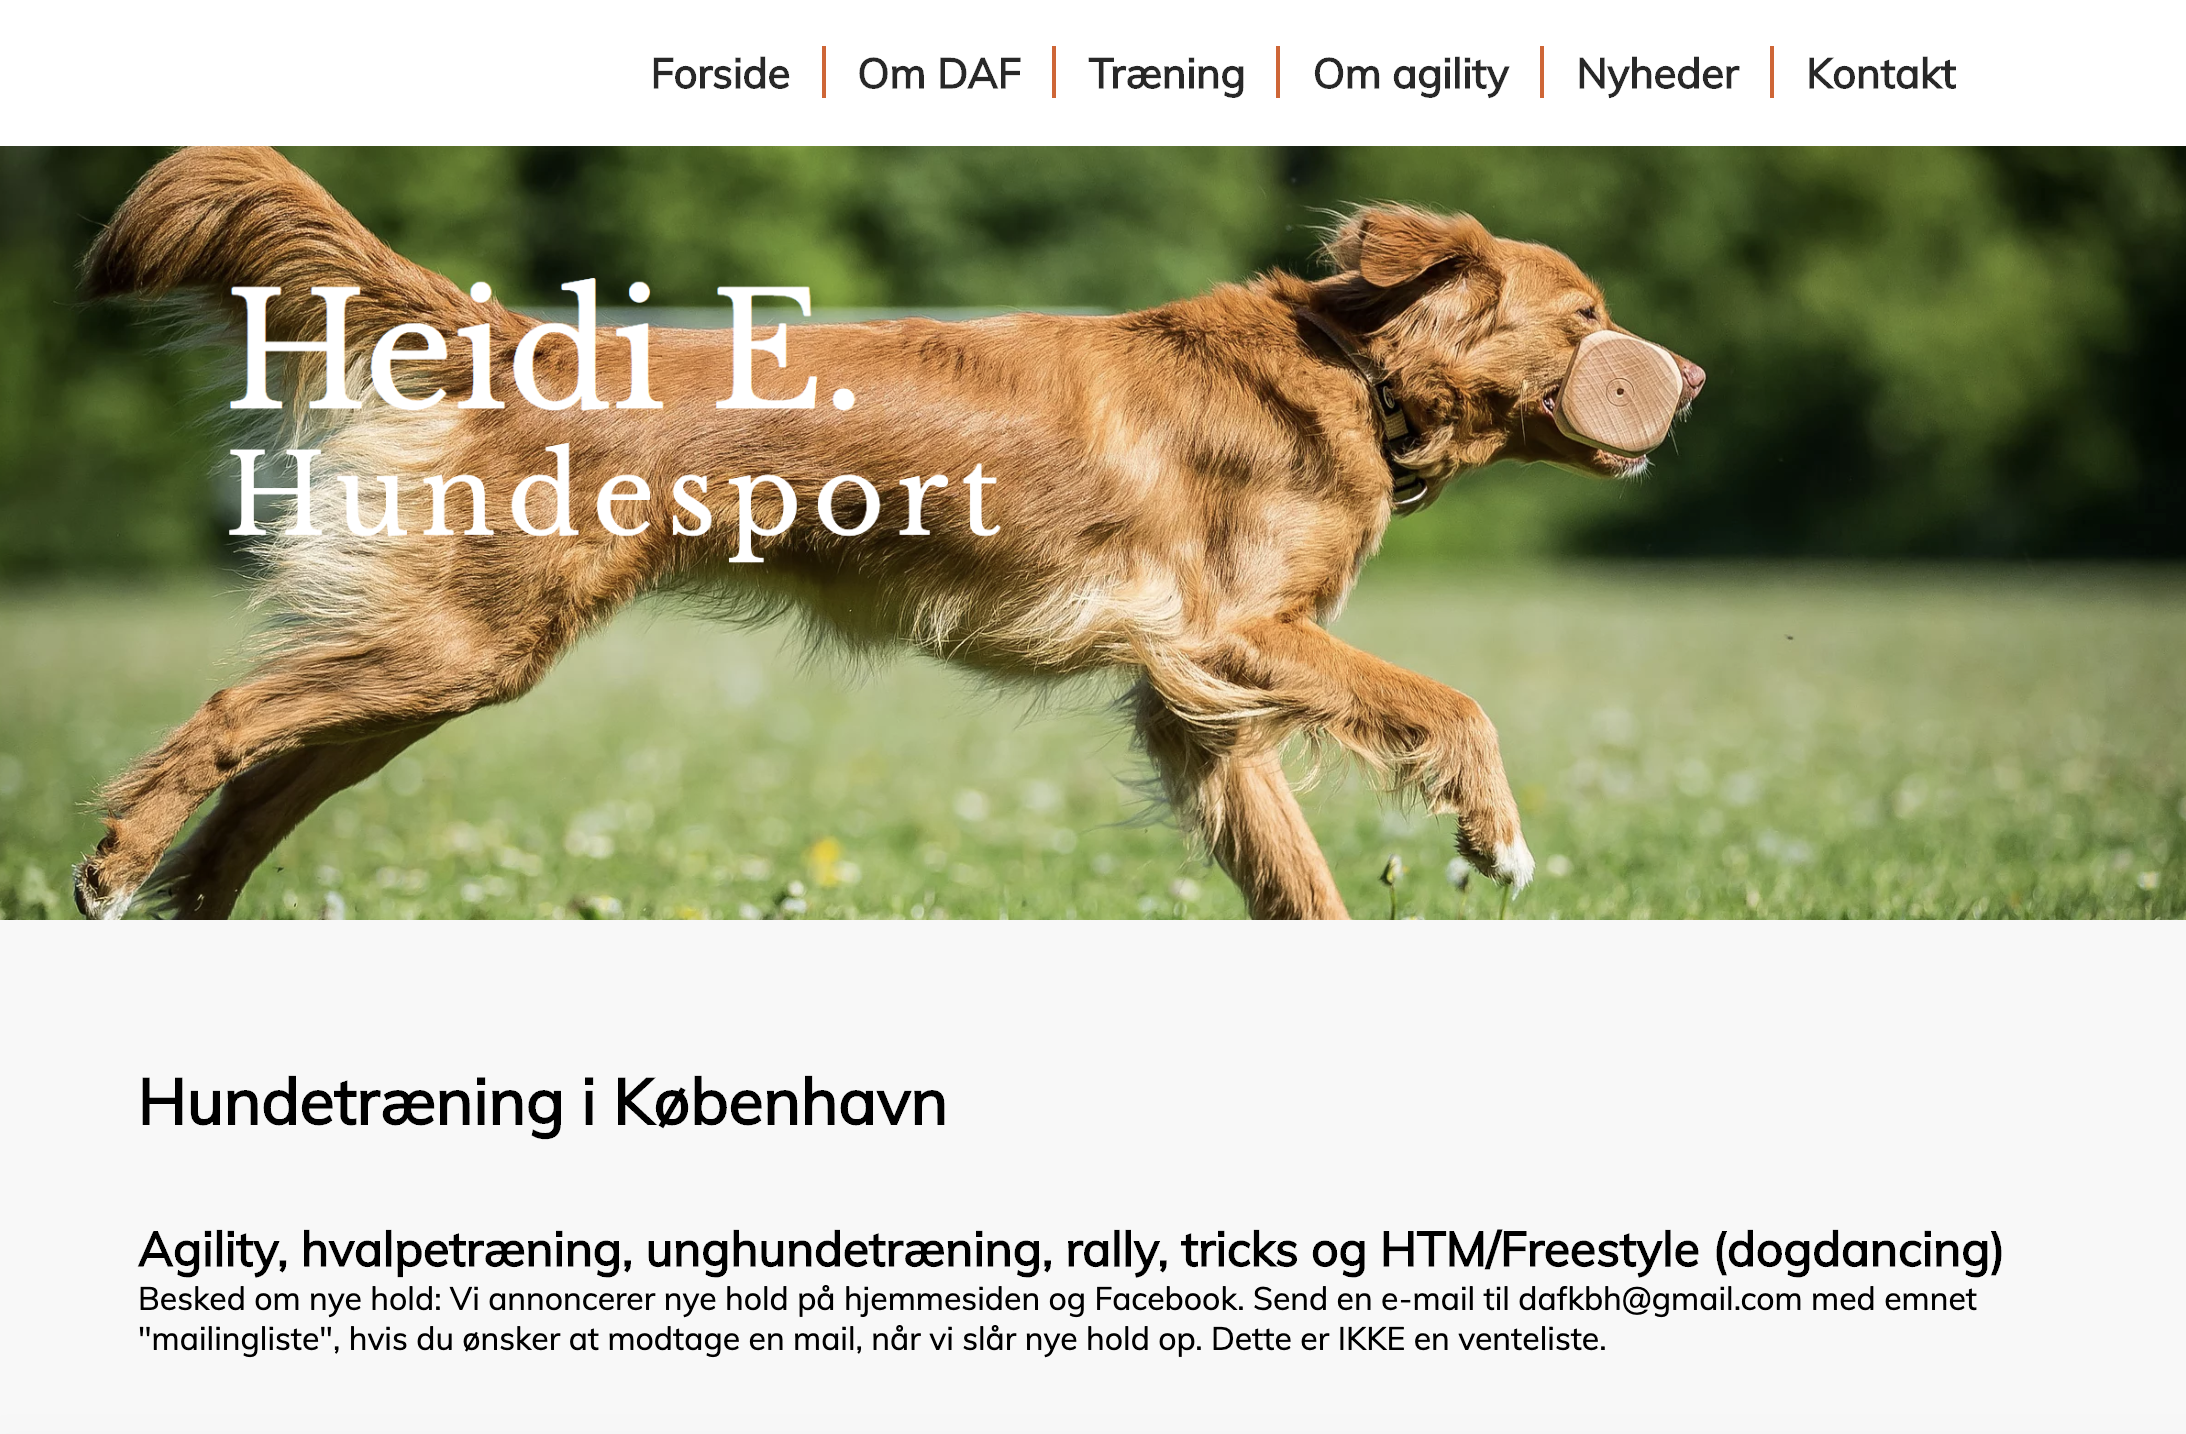 Forside
Om DAF
Træning
Om agility
Nyheder
Kontakt
Heidi E.
Hundesport
Hundetræning i København
Agility, hvalpetræning, unghundetræning, rally, tricks og HTM/Freestyle (dogdancing)
Besked om nye hold: Vi annoncerer nye hold på hjemmesiden og Facebook. Send en e-mail til dafkbh@gmail.com med emnet
"mailingliste", hvis du ønsker at modtage en mail, når vi slår nye hold op. Dette er IKKE en venteliste.